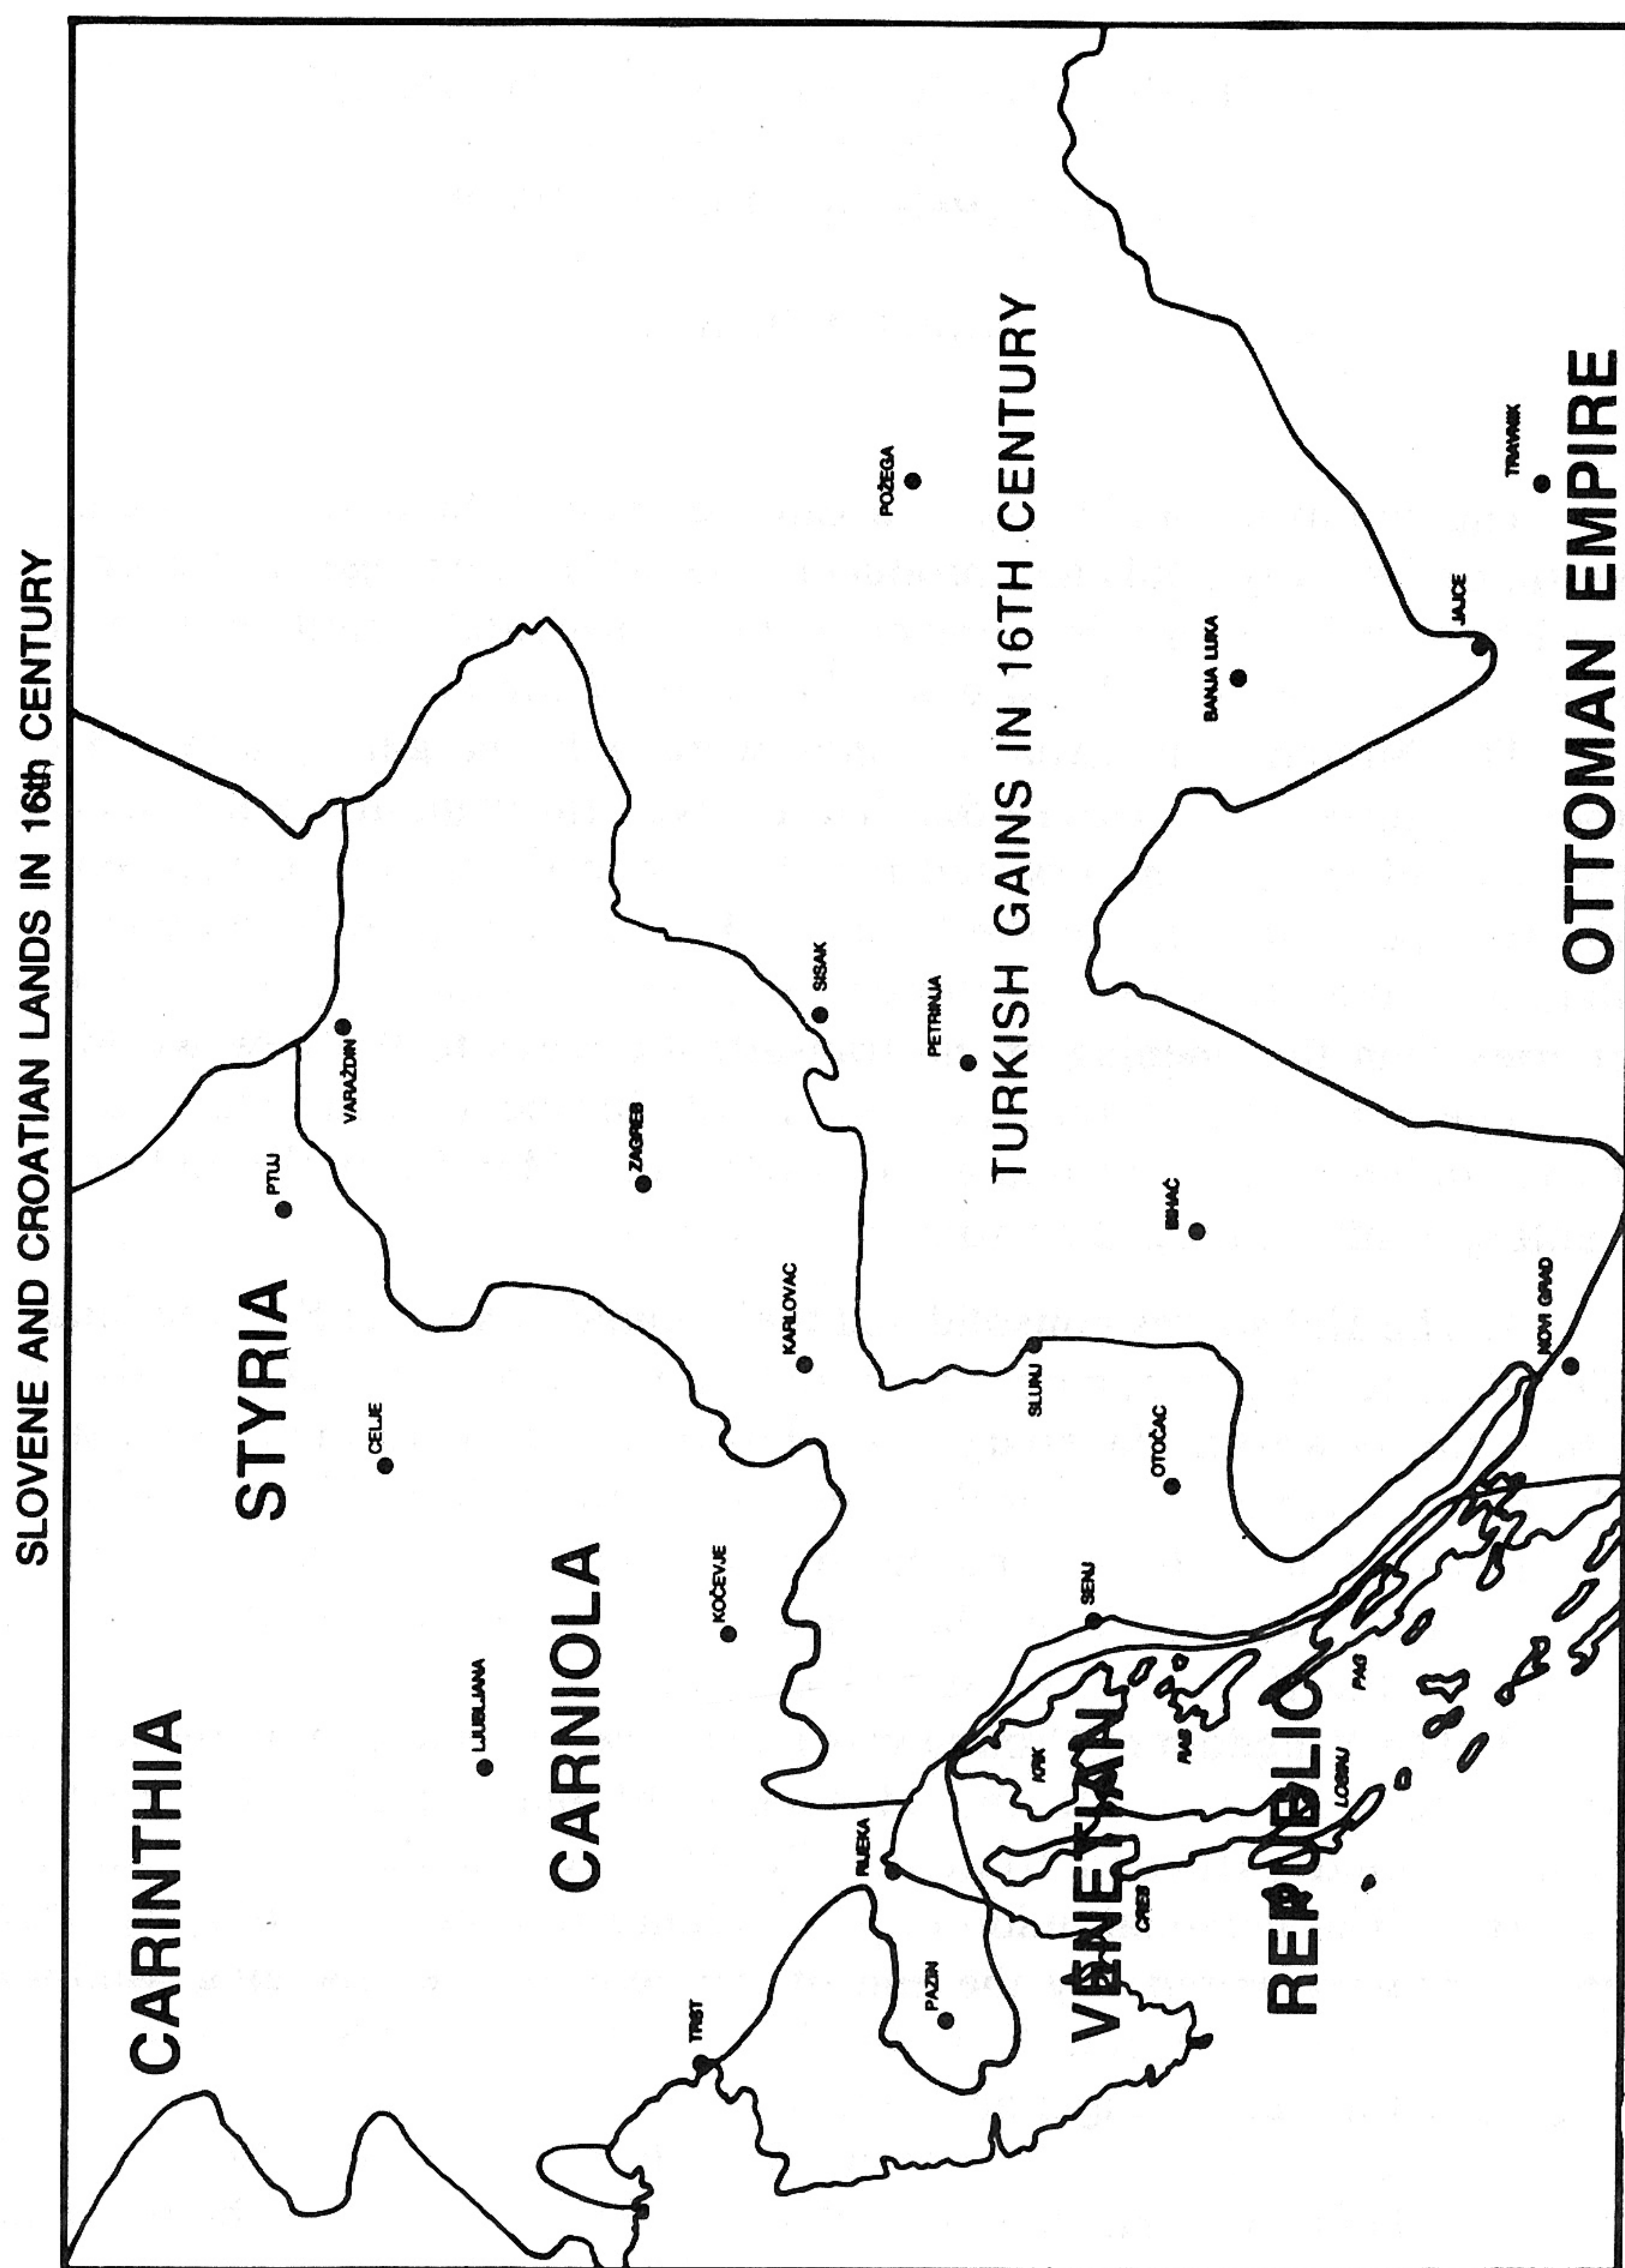 SLOVENE AND CROATIAN LANDS IN 16th CENTURY
CARINTHIA
STYRIA
PTUJ
VARAŽDIN
CELJE
LJUBLJANA
CARNIOLA
ZAGREB
KOČEVJE
TRST
KARLOVAC
SISAK
POŽEGA
RIJEKA
PAZIN
PETRINJA
TURKISH GAINS IN 16TH CENTURY
SLUNJ
KRK
SENJ
VENETIAN
REPUBLIC
CRES
OTOČAC
BIHAĆ
BANJA LUKA
RAB
LOŠINJ
PAG
JAJCE
TRAVNIK
NOVI GRAD
OTTOMAN EMPIRE